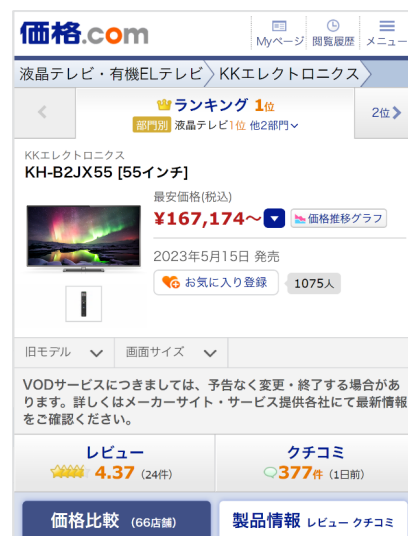 価格.com
Myページ 閲覧履歴 メニュー
液晶テレビ・有機ELテレビ KKエレクトロニクス
ランキング 1位
部門別 液晶テレビ1位 他2部門
2位
KKエレクトロニクス
KH-B2JX55 [55インチ]
最安価格(税込)
¥167,174～ 価格推移グラフ
2023年5月15日 発売
お気に入り登録 1075人
旧モデル 画面サイズ
VODサービスにつきましては、予告なく変更・終了する場合があ
ります。詳しくはメーカーサイト・サービス提供各社にて最新情報
をご確認ください。
レビュー
4.37 (24件)
クチコミ
377件 (1日前)
価格比較 (66店舗)
製品情報 レビュー クチコミ